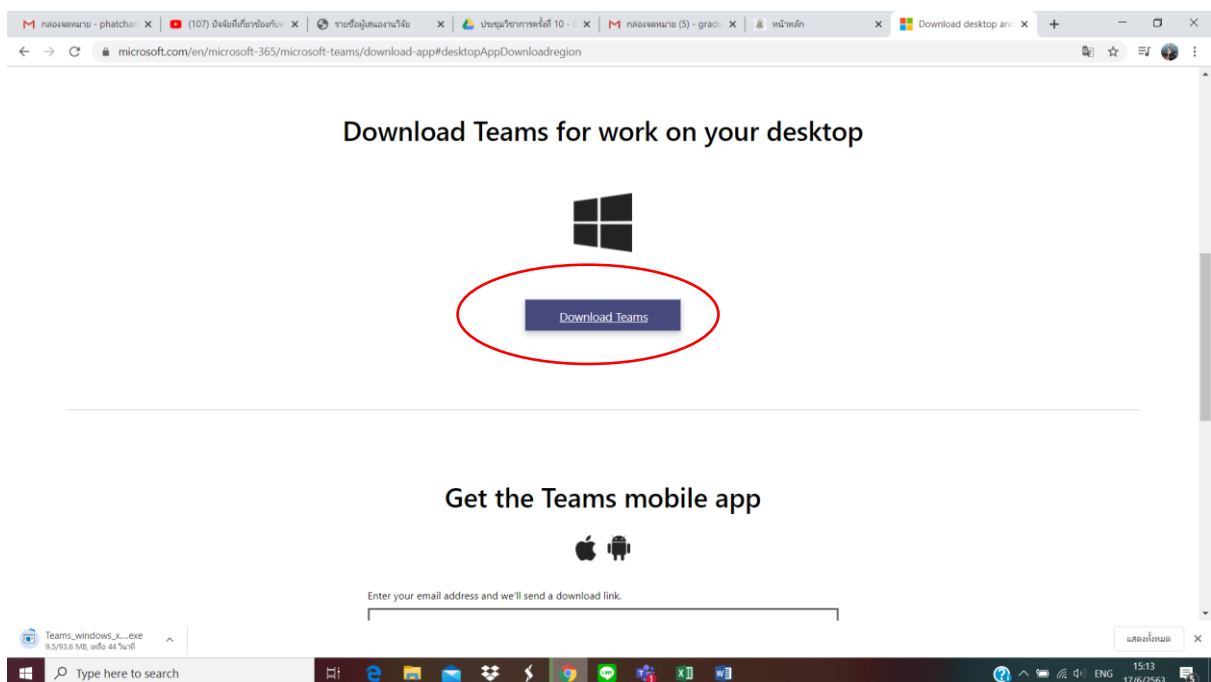 กล่องจดหมาย - phatchar
(107) ปัจจัยที่เกี่ยวข้องกับ
รายชื่อผู้เสนองานวิจัย
ประชุมวิชาการครั้งที่ 10 -
กล่องจดหมาย (5) - grads
หน้าหลัก
Download desktop and
microsoft.com/en/microsoft-365/microsoft-teams/download-app#desktopAppDownloadregion
Download Teams for work on your desktop
Download Teams
Get the Teams mobile app
Enter your email address and we'll send a download link.
Teams_windows_x....exe
9.5/93.6 MB, เหลือ 44 วินาที
แสดงทั้งหมด
Type here to search
ENG
15:13
17/6/2563